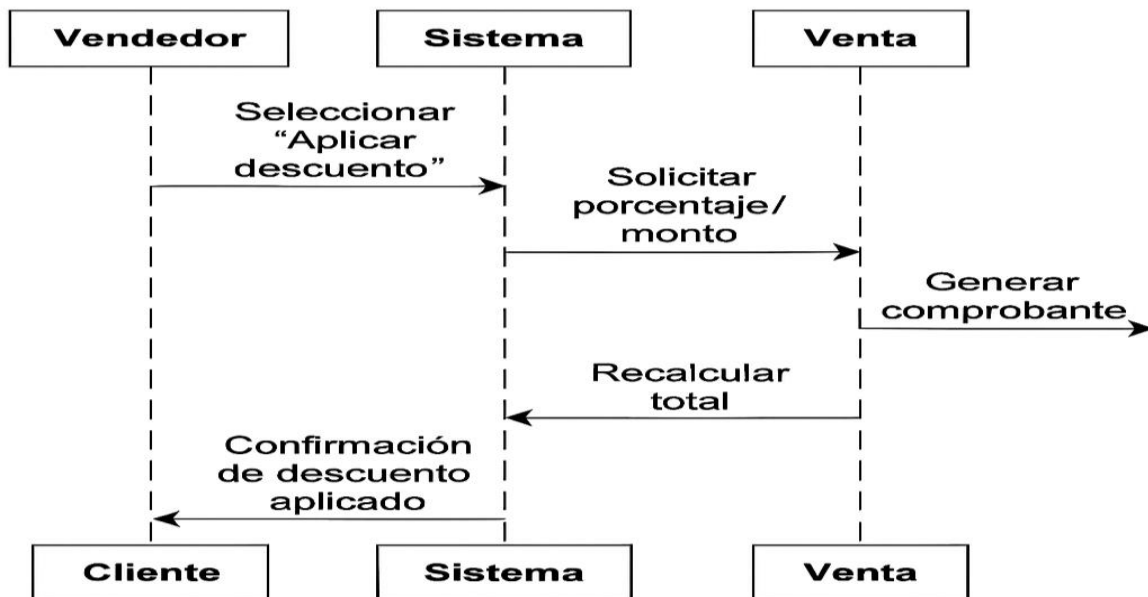 Vendedor
Sistema
Venta
Seleccionar
“Aplicar
descuento”
Solicitar
porcentaje/
monto
Generar
comprobante
Recalcular
total
Confirmación
de descuento
aplicado
Cliente
Sistema
Venta